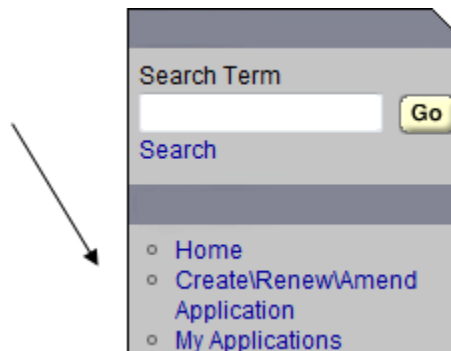 Search Term
Go
Search
Home
Create\Renew\Amend
Application
My Applications